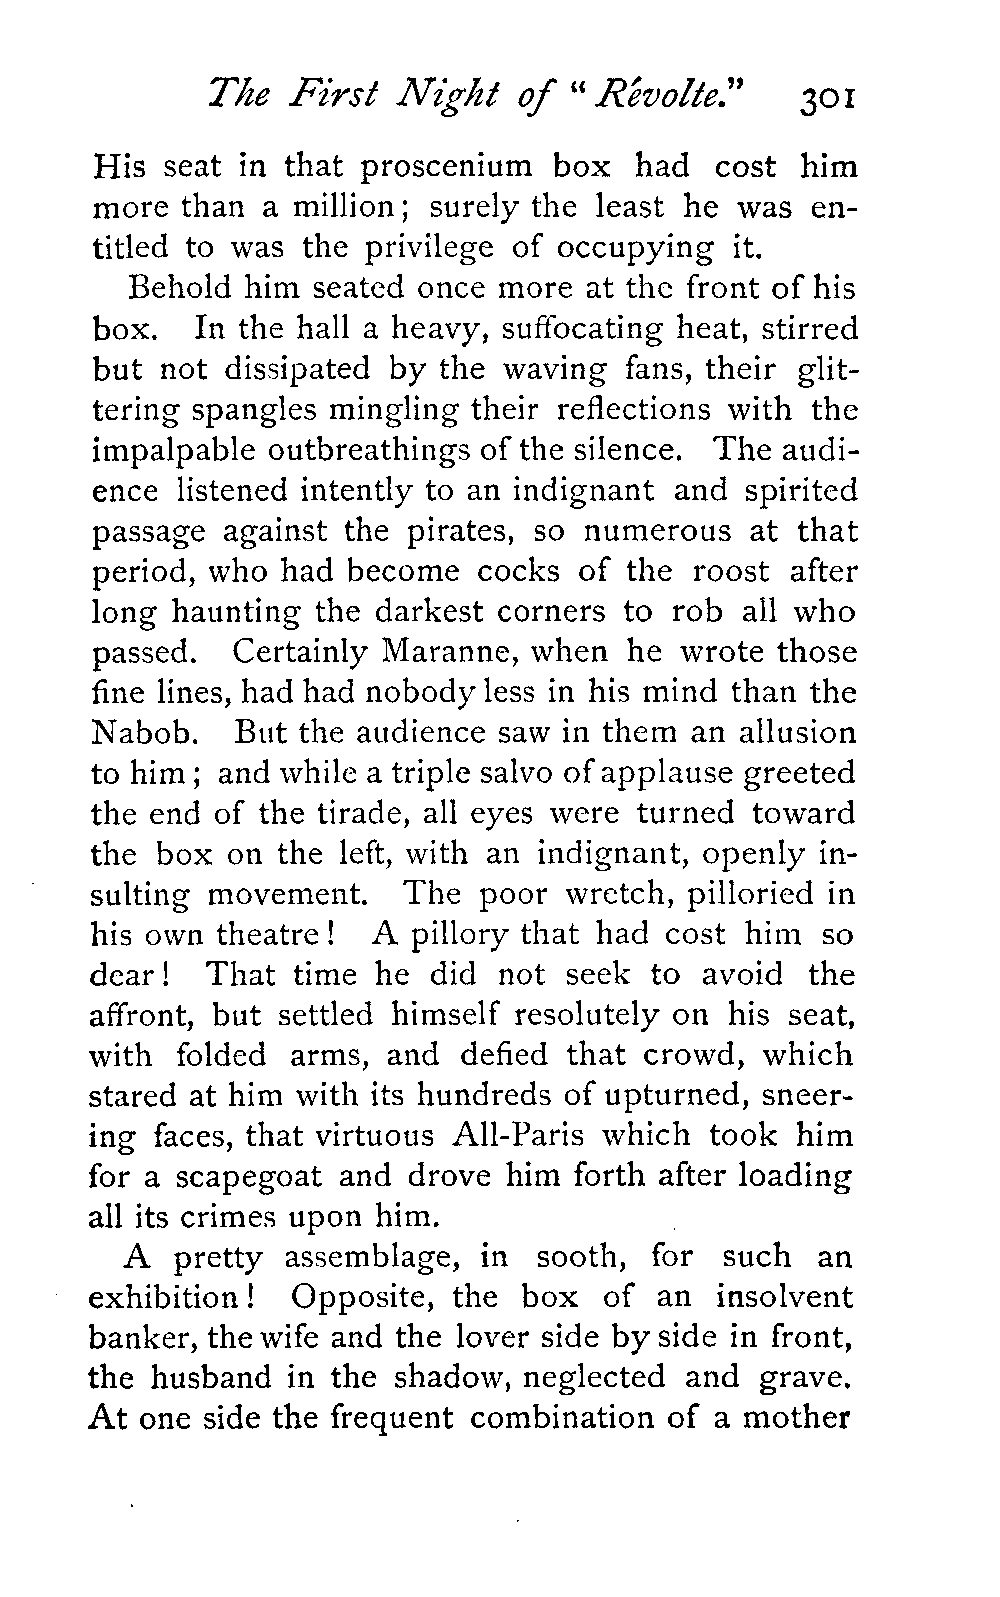 The First Night of “ Révolte.” 301
His seat in that proscenium box had cost him
more than a million ; surely the least he was en-
titled to was the privilege of occupying it.
Behold him seated once more at the front of his
box. In the hall a heavy, suffocating heat, stirred
but not dissipated by the waving fans, their glit-
tering spangles mingling their reflections with the
impalpable outbreathings of the silence. The audi-
ence listened intently to an indignant and spirited
passage against the pirates, so numerous at that
period, who had become cocks of the roost after
long haunting the darkest corners to rob all who
passed. Certainly Maranne, when he wrote those
fine lines, had had nobody less in his mind than the
Nabob. But the audience saw in them an allusion
to him ; and while a triple salvo of applause greeted
the end of the tirade, all eyes were turned toward
the box on the left, with an indignant, openly in-
sulting movement. The poor wretch, pilloried in
his own theatre ! A pillory that had cost him so
dear ! That time he did not seek to avoid the
affront, but settled himself resolutely on his seat,
with folded arms, and defied that crowd, which
stared at him with its hundreds of upturned, sneer-
ing faces, that virtuous All-Paris which took him
for a scapegoat and drove him forth after loading
all its crimes upon him.
A pretty assemblage, in sooth, for such an
exhibition ! Opposite, the box of an insolvent
banker, the wife and the lover side by side in front,
the husband in the shadow, neglected and grave.
At one side the frequent combination of a mother